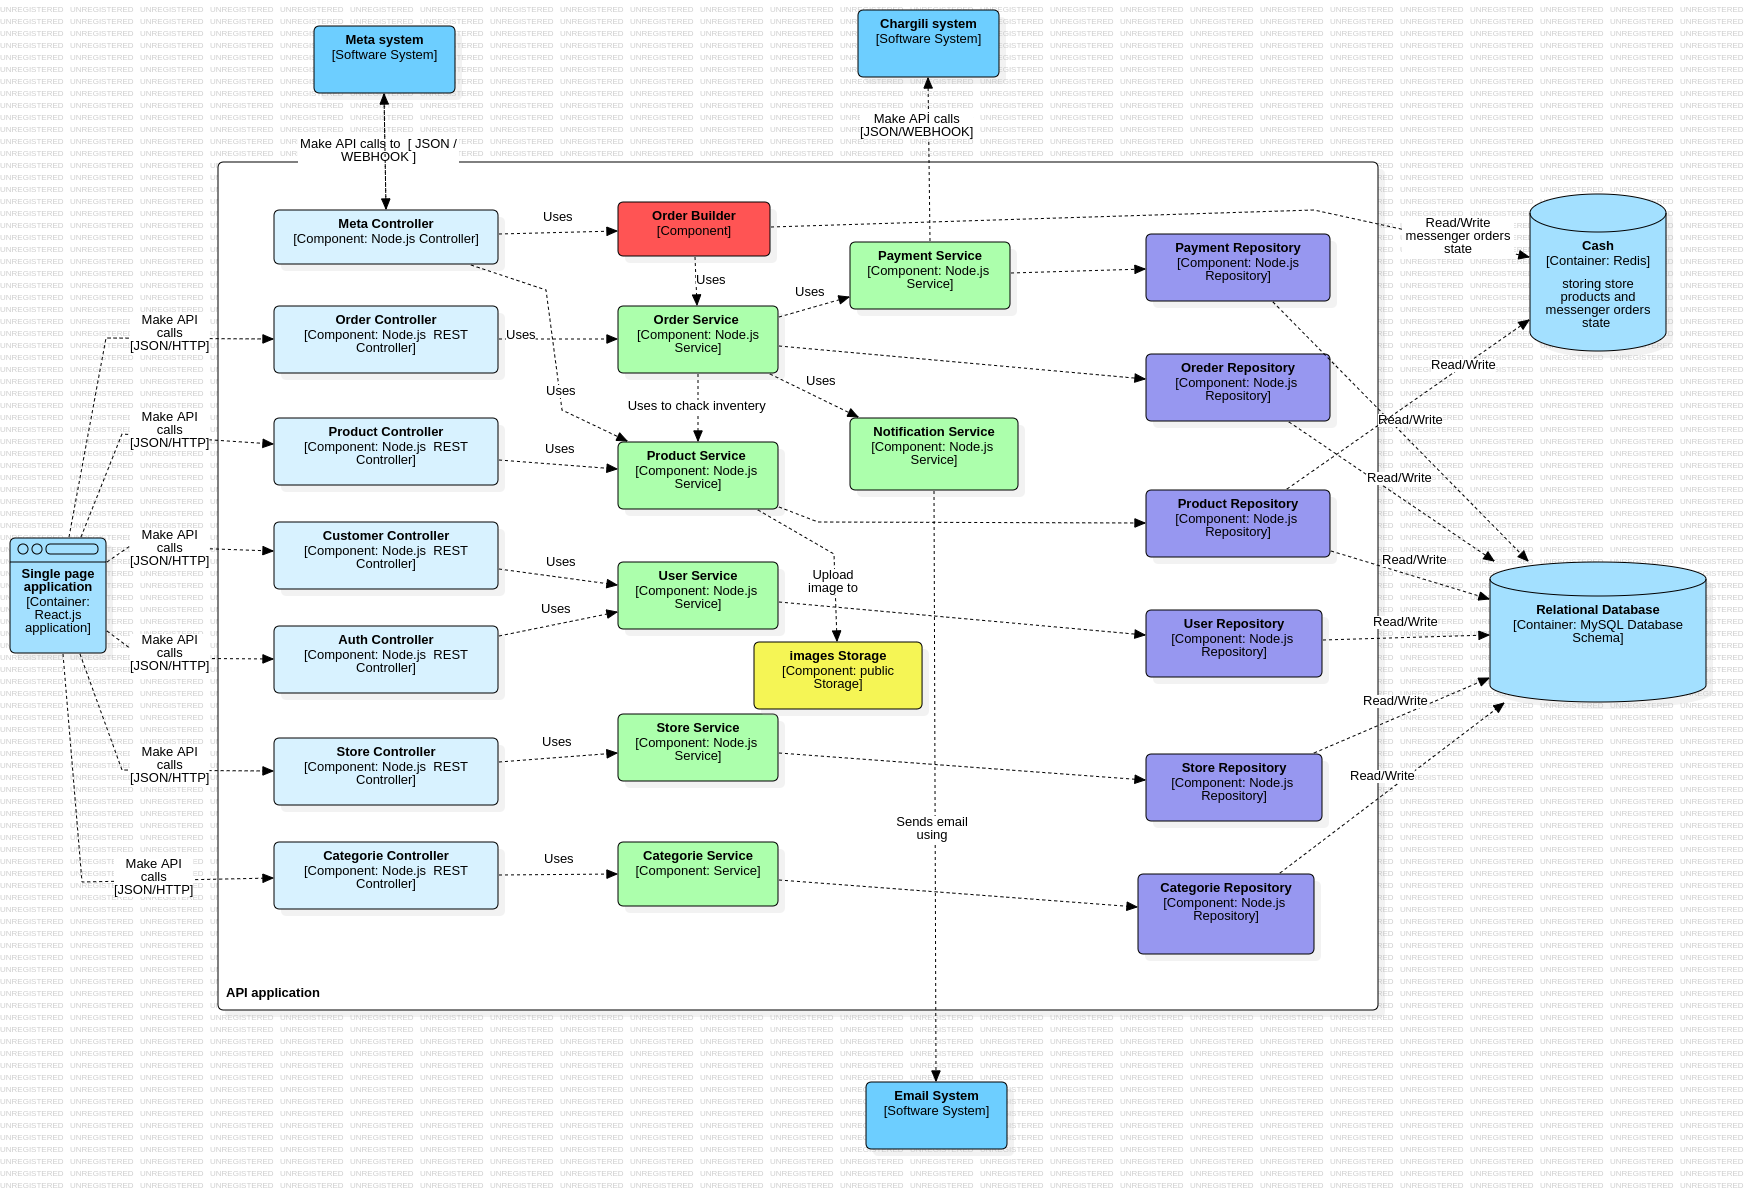 Meta system
[Software System]
Chargili system
[Software System]
Make API calls to  [ JSON /
WEBHOOK ]
Make API calls
[JSON/WEBHOOK]
Meta Controller
[Component: Node.js Controller]
Uses
Order Builder
[Component]
Uses
Payment Service
[Component: Node.js
Service]
Payment Repository
[Component: Node.js
Repository]
Read/Write
messenger orders
state
Cash
[Container: Redis]
storing store
products and
messenger orders
state
Make API
calls
[JSON/HTTP]
Order Controller
[Component: Node.js  REST
Controller]
Uses
Order Service
[Component: Node.js
Service]
Uses
Oreder Repository
[Component: Node.js
Repository]
Read/Write
Uses
Uses to chack inventery
Uses
Read/Write
Make API
calls
[JSON/HTTP]
Product Controller
[Component: Node.js  REST
Controller]
Uses
Product Service
[Component: Node.js
Service]
Notification Service
[Component: Node.js
Service]
Read/Write
Product Repository
[Component: Node.js
Repository]
Read/Write
Make API
calls
[JSON/HTTP]
Customer Controller
[Component: Node.js  REST
Controller]
Uses
User Service
[Component: Node.js
Service]
Upload
image to
Single page
application
[Container:
React.js
application]
Relational Database
[Container: MySQL Database
Schema]
Make API
calls
[JSON/HTTP]
Auth Controller
[Component: Node.js  REST
Controller]
Uses
images Storage
[Component: public
Storage]
User Repository
[Component: Node.js
Repository]
Read/Write
Make API
calls
[JSON/HTTP]
Store Controller
[Component: Node.js  REST
Controller]
Uses
Store Service
[Component: Node.js
Service]
Store Repository
[Component: Node.js
Repository]
Read/Write
Make API
calls
[JSON/HTTP]
Categorie Controller
[Component: Node.js  REST
Controller]
Uses
Categorie Service
[Component: Service]
Sends email
using
Categorie Repository
[Component: Node.js
Repository]
Read/Write
API application
Email System
[Software System]
UNREGISTERED